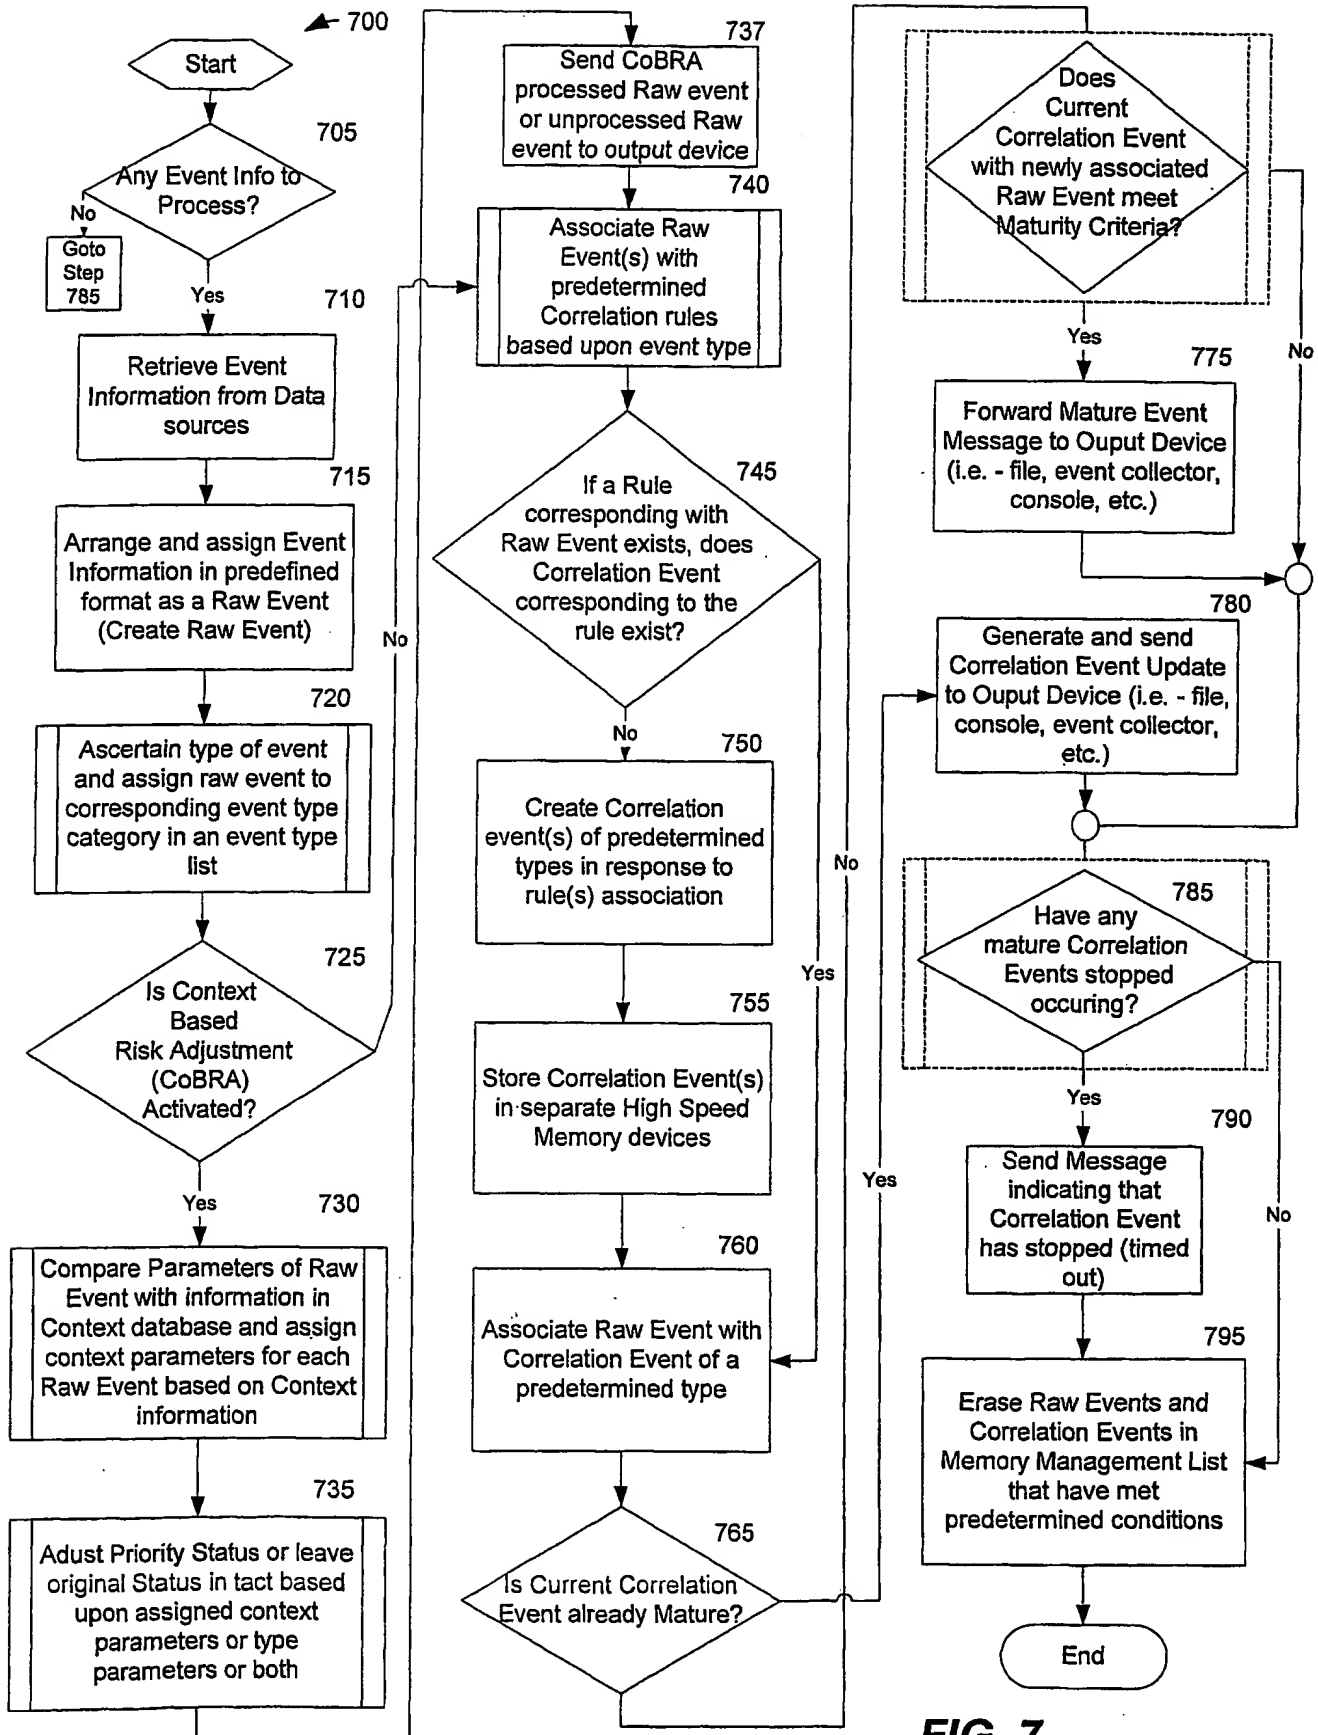 700
Start
705
Any Event Info to
Process?
No
Goto
Step
785
Yes
710
Retrieve Event
Information from Data
sources
715
Arrange and assign Event
Information in predefined
format as a Raw Event
(Create Raw Event)
720
Ascertain type of event
and assign raw event to
corresponding event type
category in an event type
list
725
Is Context
Based
Risk Adjustment
(CoBRA)
Activated?
No
Yes
730
Compare Parameters of Raw
Event with information in
Context database and assign
context parameters for each
Raw Event based on Context
information
735
Adust Priority Status or leave
original Status in tact based
upon assigned context
parameters or type
parameters or both
737
Send CoBRA
processed Raw event
or unprocessed Raw
event to output device
740
Associate Raw
Event(s) with
predetermined
Correlation rules
based upon event type
745
If a Rule
corresponding with
Raw Event exists, does
Correlation Event
corresponding to the
rule exist?
No
Yes
750
Create Correlation
event(s) of predetermined
types in response to
rule(s) association
755
Store Correlation Event(s)
in separate High Speed
Memory devices
760
Associate Raw Event with
Correlation Event of a
predetermined type
765
Is Current Correlation
Event already Mature?
No
Yes
Does
Current
Correlation Event
with newly associated
Raw Event meet
Maturity Criteria?
Yes
No
775
Forward Mature Event
Message to Ouput Device
(i.e. - file, event collector,
console, etc.)
780
Generate and send
Correlation Event Update
to Ouput Device (i.e. - file,
console, event collector,
etc.)
785
Have any
mature Correlation
Events stopped
occuring?
Yes
No
790
Send Message
indicating that
Correlation Event
has stopped (timed
out)
795
Erase Raw Events and
Correlation Events in
Memory Management List
that have met
predetermined conditions
End
FIG. 7